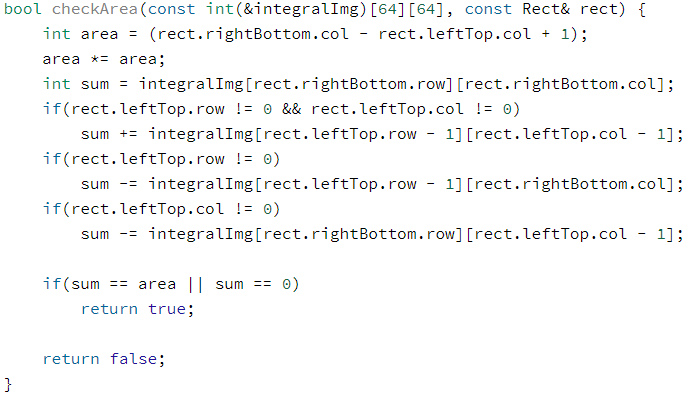 bool checkArea(const int(&integralImg)[64][64], const Rect& rect) {
    int area = (rect.rightBottom.col - rect.leftTop.col + 1);
    area *= area;
    int sum = integralImg[rect.rightBottom.row][rect.rightBottom.col];
    if(rect.leftTop.row != 0 && rect.leftTop.col != 0)
        sum += integralImg[rect.leftTop.row - 1][rect.leftTop.col - 1];
    if(rect.leftTop.row != 0)
        sum -= integralImg[rect.leftTop.row - 1][rect.rightBottom.col];
    if(rect.leftTop.col != 0)
        sum -= integralImg[rect.rightBottom.row][rect.leftTop.col - 1];

    if(sum == area || sum == 0)
        return true;

    return false;
}